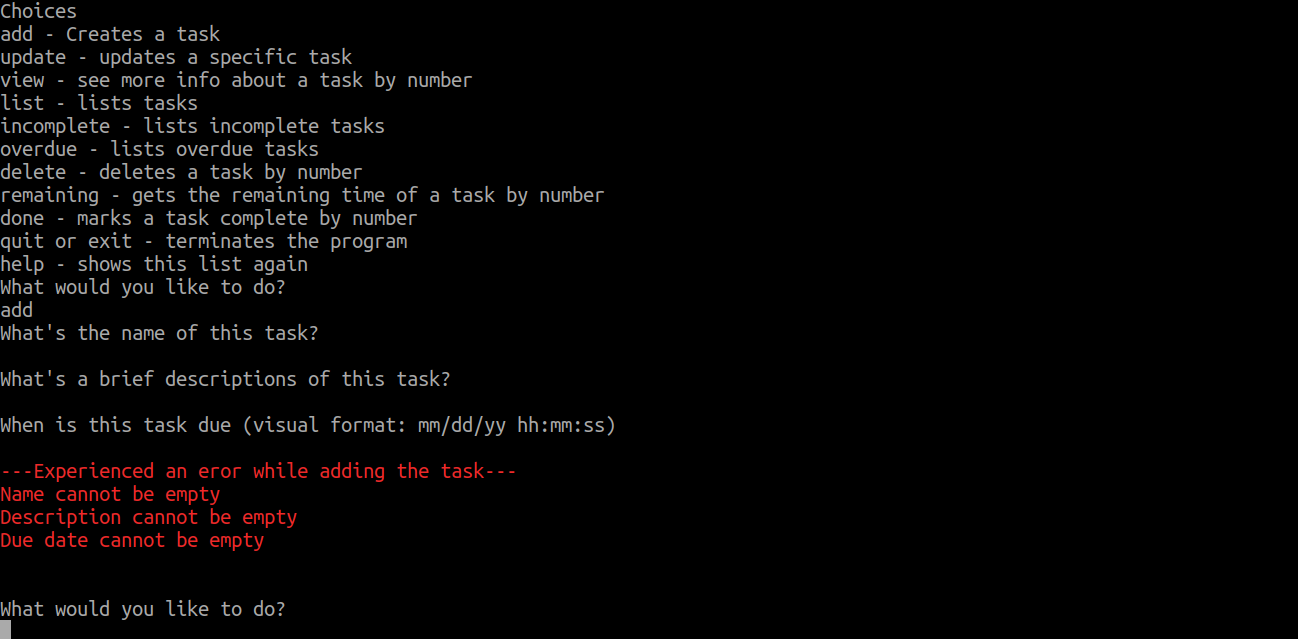 Choices
add - Creates a task
update - updates a specific task
view - see more info about a task by number
list - lists tasks
incomplete - lists incomplete tasks
overdue - lists overdue tasks
delete - deletes a task by number
remaining - gets the remaining time of a task by number
done - marks a task complete by number
quit or exit - terminates the program
help - shows this list again
What would you like to do?
add
What's the name of this task?
What's a brief descriptions of this task?
When is this task due (visual format: mm/dd/yy hh:mm:ss)
---Experienced an eror while adding the task---
Name cannot be empty
Description cannot be empty
Due date cannot be empty
What would you like to do?